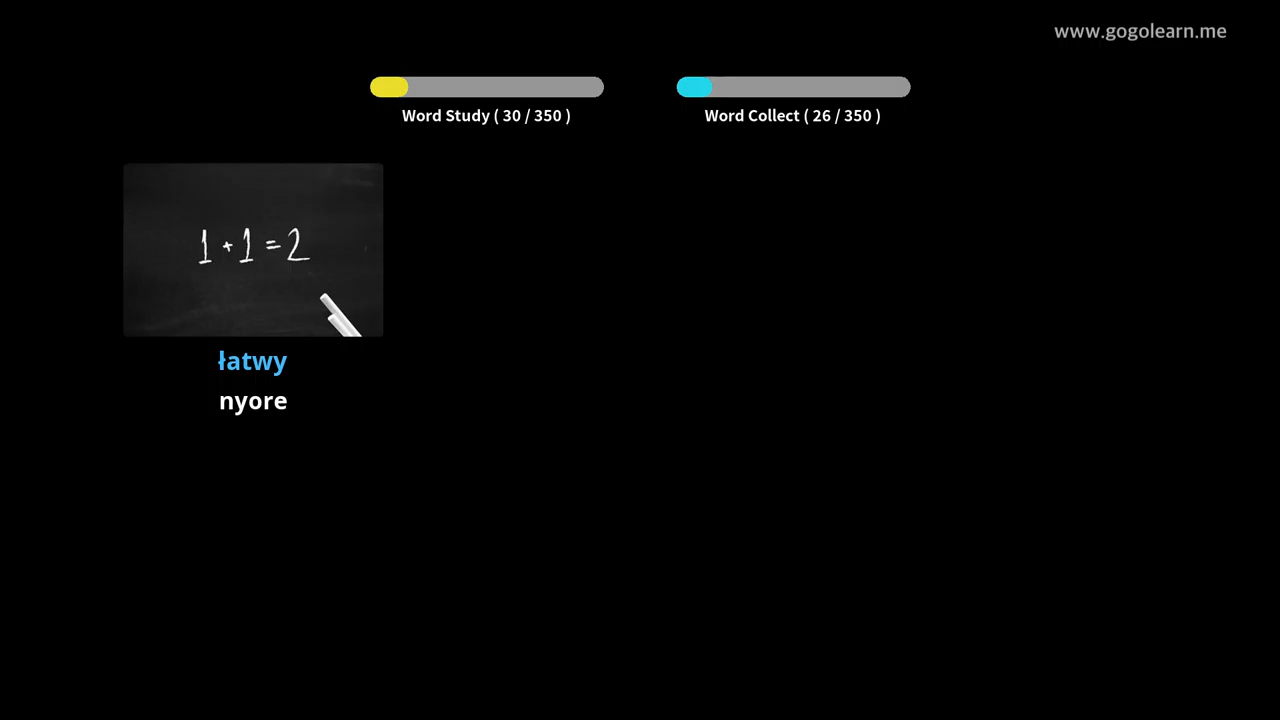 www.gogolearn.me
Word Study ( 30 / 350 )
Word Collect ( 26 / 350 )
1 + 1 = 2
łatwy
nyore